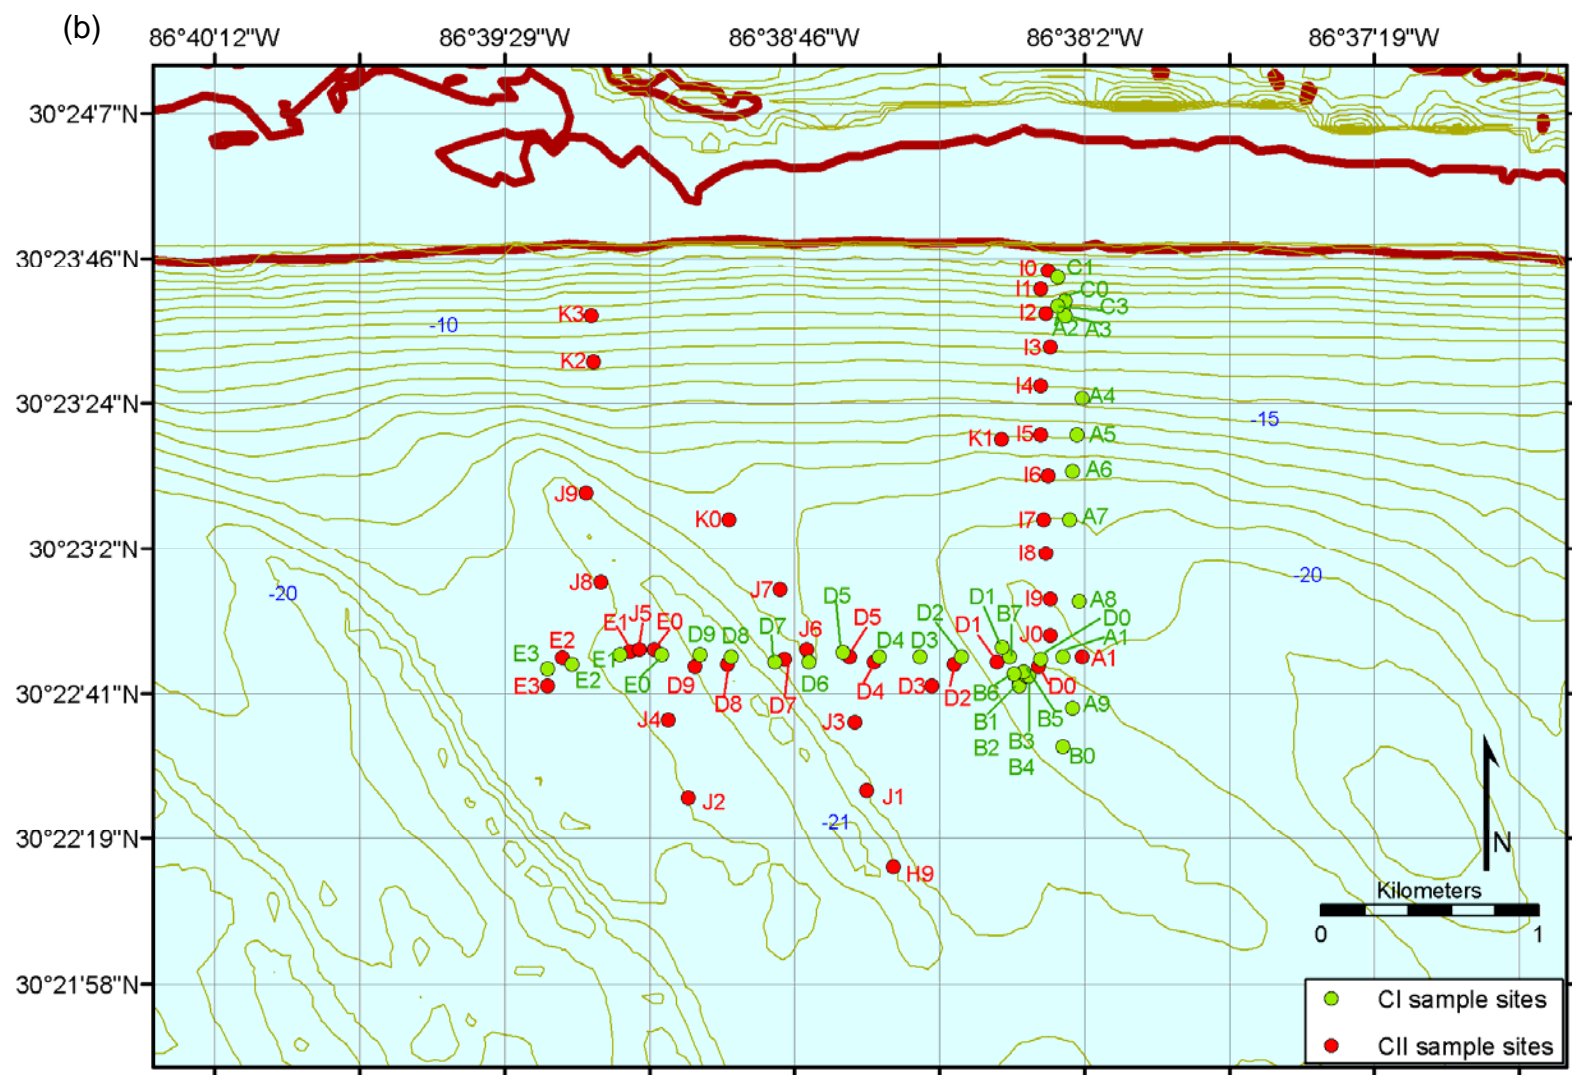 (b)
86°40'12"W 86°39'29"W 86°38'46"W 86°38'2"W 86°37'19"W
30°24'7"N
30°23'46"N
I0 C1
I1 C0
K3 I2 C3
-10 A2 A3
I3
K2
I4 A4
30°23'24"N
-15
K1 I5 A5
I6 A6
J9
K0 I7 A7
30°23'2"N I8
J8 J7 -20
-20 D5 D1 I9 A8
J5 D2 B7 D0
E1 E0 D9 D8 D7 J6 D5 D4 D3 D1 J0 A1
E2
E3 E1 A1
E2 E0 D9 D6 D4 D3 D2 B6 D0
E3 D8 D7
30°22'41"N
J4 J3 B1 B5 A9
B2 B3 B0
B4
J2 J1
-21
30°22'19"N N
H9
Kilometers
0 1
30°21'58"N
CI sample sites
CII sample sites